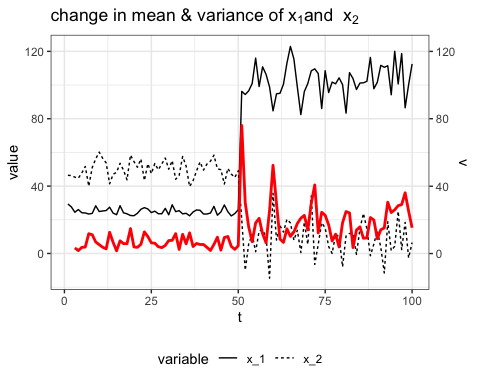 change in mean & variance of x₁and x₂
120
80
40
0
value
120
80
40
0
v
0
25
50
75
100
t
variable x_1 x_2